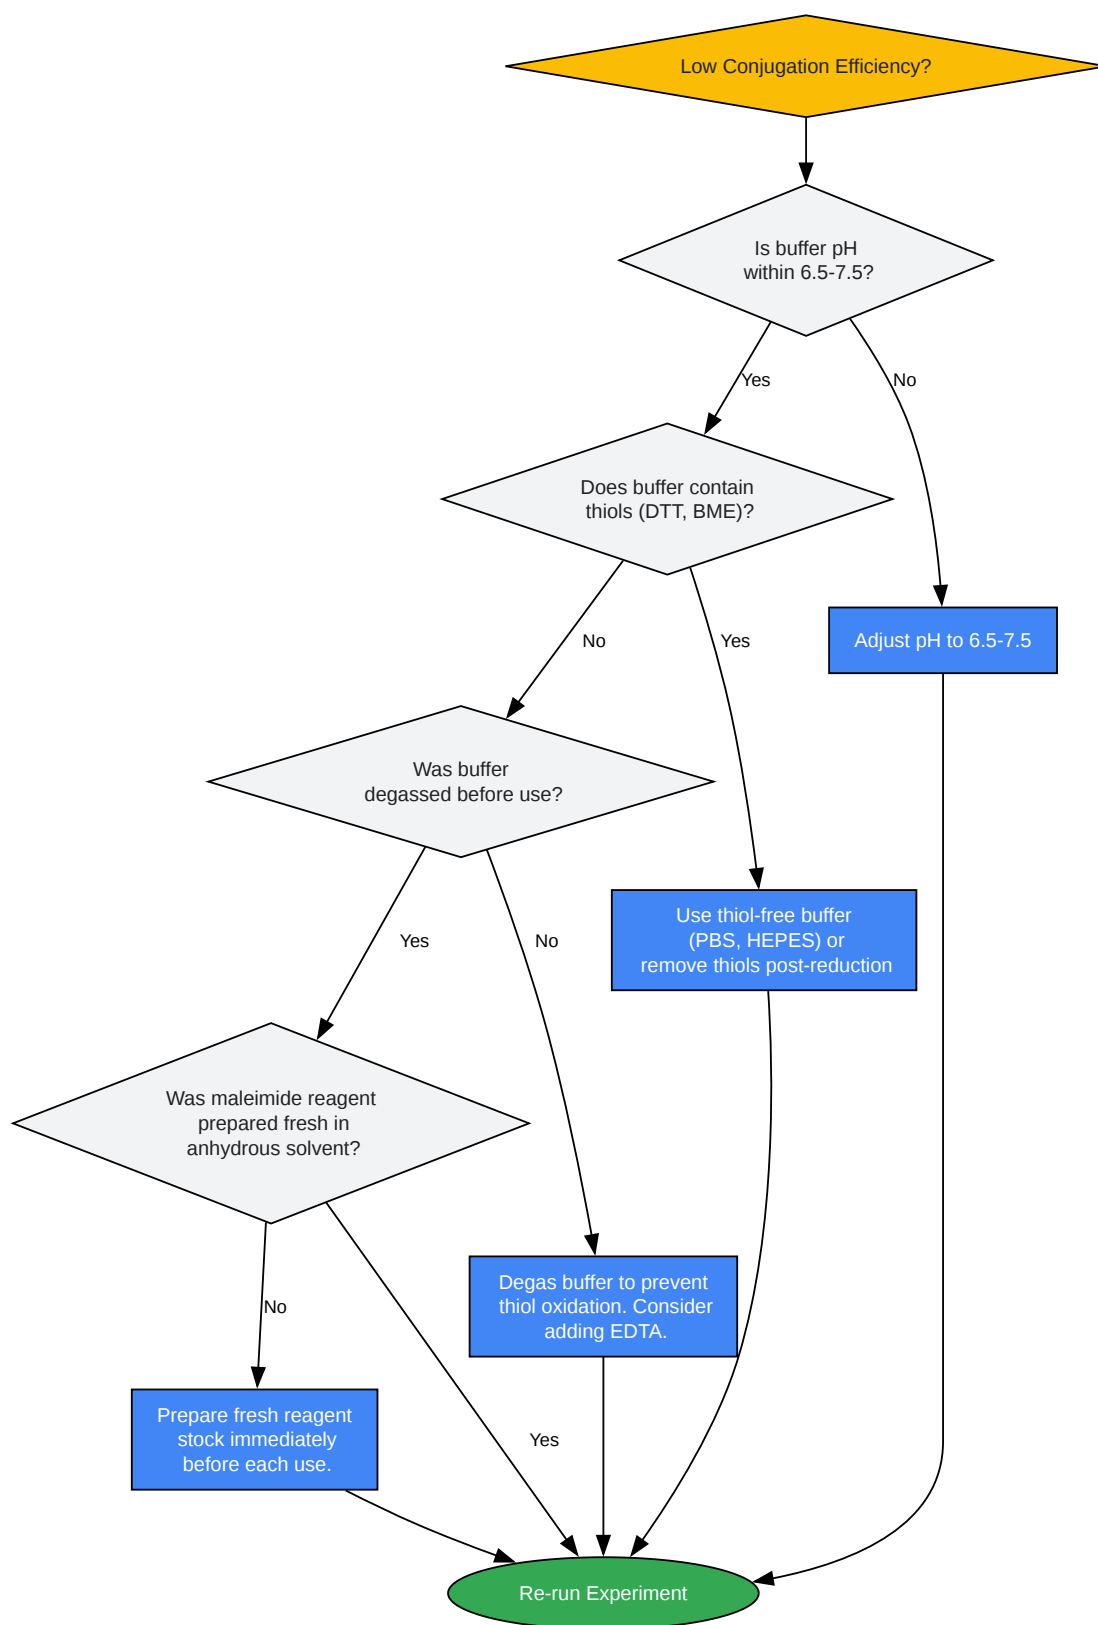 Low Conjugation Efficiency?
Is buffer pH
within 6.5-7.5?
Yes
No
Does buffer contain
thiols (DTT, BME)?
No
Yes
Adjust pH to 6.5-7.5
Was buffer
degassed before use?
Yes
No
Use thiol-free buffer
(PBS, HEPES) or
remove thiols post-reduction
Was maleimide reagent
prepared fresh in
anhydrous solvent?
No
Yes
Degas buffer to prevent
thiol oxidation. Consider
adding EDTA.
Prepare fresh reagent
stock immediately
before each use.
Re-run Experiment